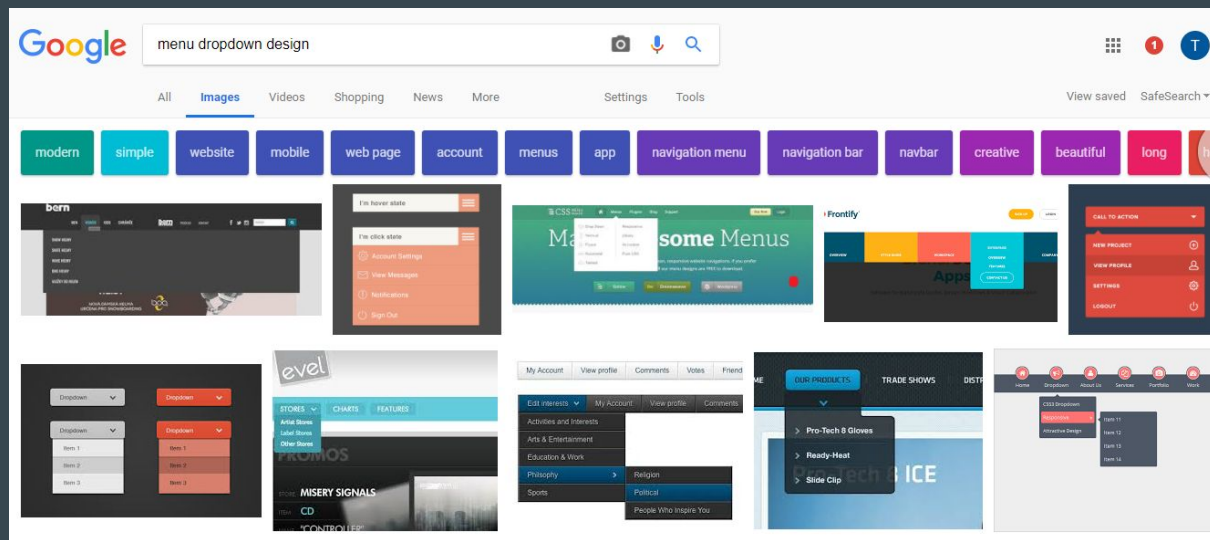 Google
menu dropdown design
1
T
All Images Videos Shopping News More Settings Tools
View saved SafeSearch
modern simple website mobile web page account menus app navigation menu navigation bar navbar creative beautiful long
bern
I'm hover state
I'm click state
Account Settings
View Messages
Notifications
Sign Out
CSS
some Menus
Frontify
CALL TO ACTION
NEW PROJECT
VIEW PROFILE
SETTINGS
LOGOUT
Dropdown Dropdown
Dropdown Dropdown
Item 1 Item 1
Item 2 Item 2
Item 3 Item 3
evel
STORES CHARTS FEATURES
Artist Stores
Label Stores
Other Stores
PROMOS
MISERY SIGNALS
CD
"CONTROLLER"
My Account View profile Comments Votes Friend
Edit interests My Account View profile Comments
Activities and Interests
Arts & Entertainment
Education & Work
Philsophy Religion
Sports Political
People Who Inspire You
ME OUR PRODUCTS TRADE SHOWS DIST
Pro-Tech 8 Gloves
Ready-Heat
Slide Clip
Pro-Tech 8 ICE
Home Dropdown About Us Services Portfolio Work
CSS3 Dropdown
Responsive Item 11
Attractive Design Item 12
Item 13
Item 14